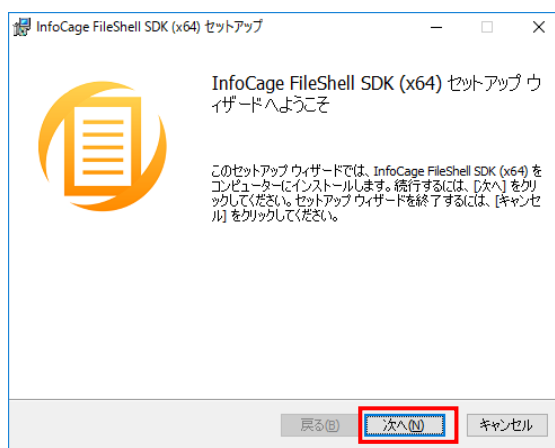 InfoCage FileShell SDK (x64) セットアップ
InfoCage FileShell SDK (x64) セットアップ ウ
ィザードへようこそ
このセットアップ ウィザードでは、InfoCage FileShell SDK (x64) を
コンピューターにインストールします。続行するには、[次へ] をクリ
ックしてください。セットアップ ウィザードを終了するには、[キャンセ
ル] をクリックしてください。
戻る(B) 次へ(N) キャンセル